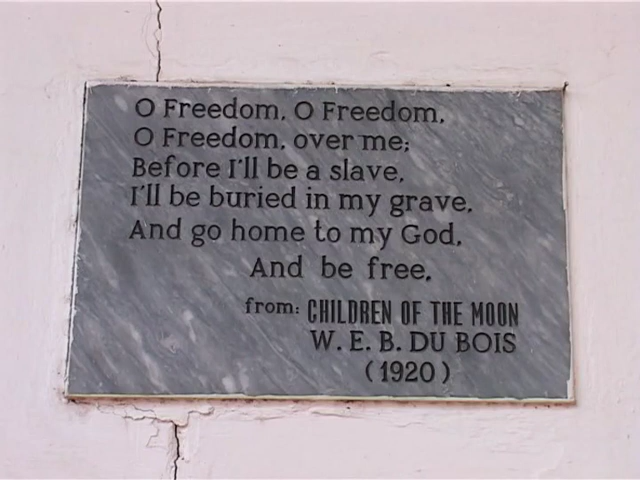 O Freedom, O Freedom,
O Freedom, over me;
Before I'll be a slave,
I'll be buried in my grave,
And go home to my God,
And be free.
from: CHILDREN OF THE MOON
W. E. B. DU BOIS
(1920)